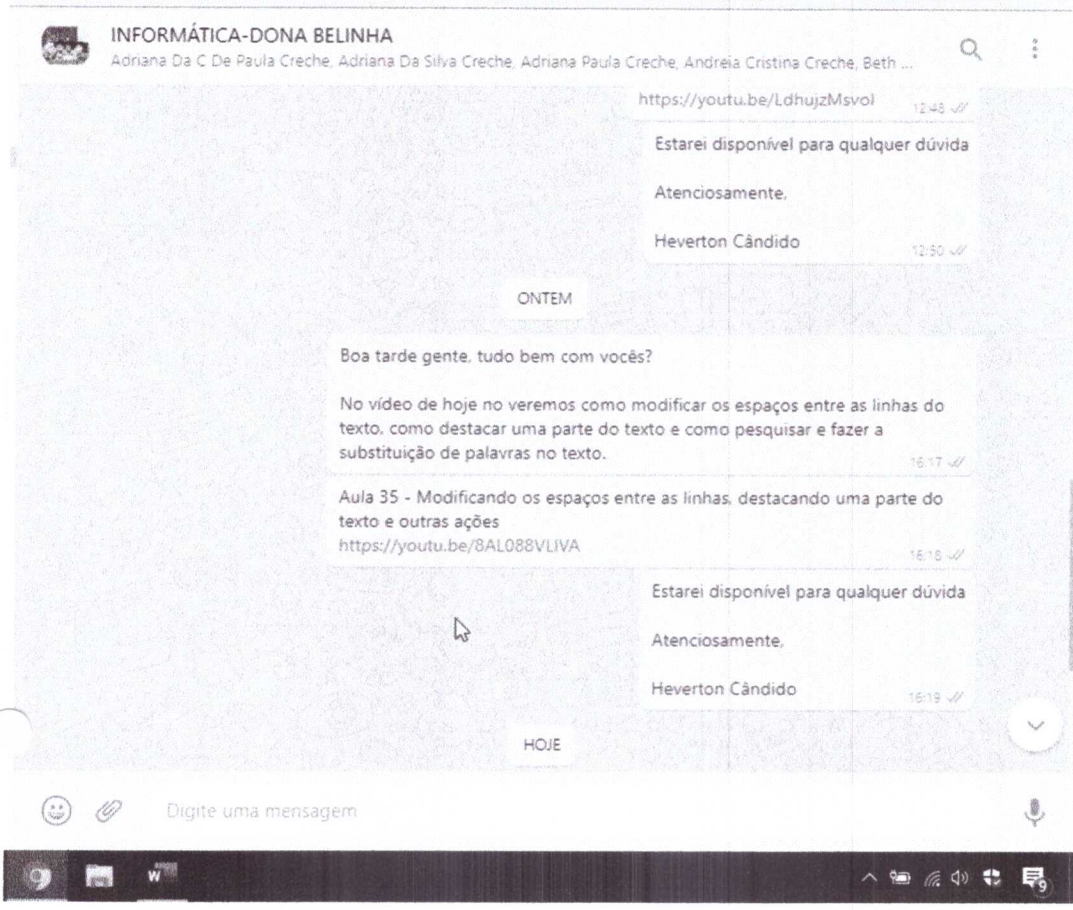 INFORMÁTICA-DONA BELINHA
Adriana Da C De Paula Creche, Adriana Da Silva Creche, Adriana Paula Creche, Andreia Cristina Creche, Beth ...
https://youtu.be/LdhujzMsvoI
12:48
Estarei disponível para qualquer dúvida
Atenciosamente,
Heverton Cândido
12:50
ONTEM
Boa tarde gente, tudo bem com vocês?
No vídeo de hoje no veremos como modificar os espaços entre as linhas do
texto, como destacar uma parte do texto e como pesquisar e fazer a
substituição de palavras no texto.
16:17
Aula 35 - Modificando os espaços entre as linhas, destacando uma parte do
texto e outras ações
https://youtu.be/8AL088VLIVA
16:18
Estarei disponível para qualquer dúvida
Atenciosamente,
Heverton Cândido
16:19
HOJE
Digite uma mensagem
W
9